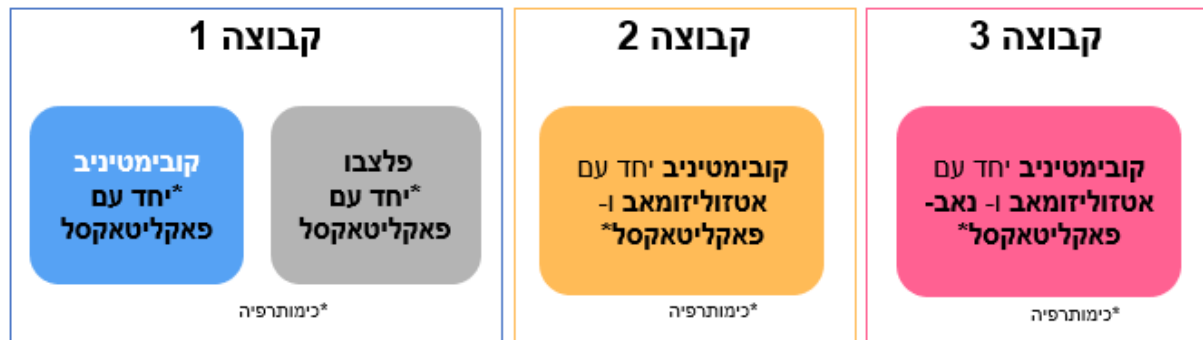 קבוצה 1
קובימטיניב
*יחד עם
פאקליטאקסל
פלצבו
*יחד עם
פאקליטאקסל
*כימותרפיה
קבוצה 2
קובימטיניב יחד עם
אטזוליזומאב ו-
פאקליטאקסל*
*כימותרפיה
קבוצה 3
קובימטיניב יחד עם
אטזוליזומאב ו- נאב-
פאקליטאקסל*
*כימותרפיה